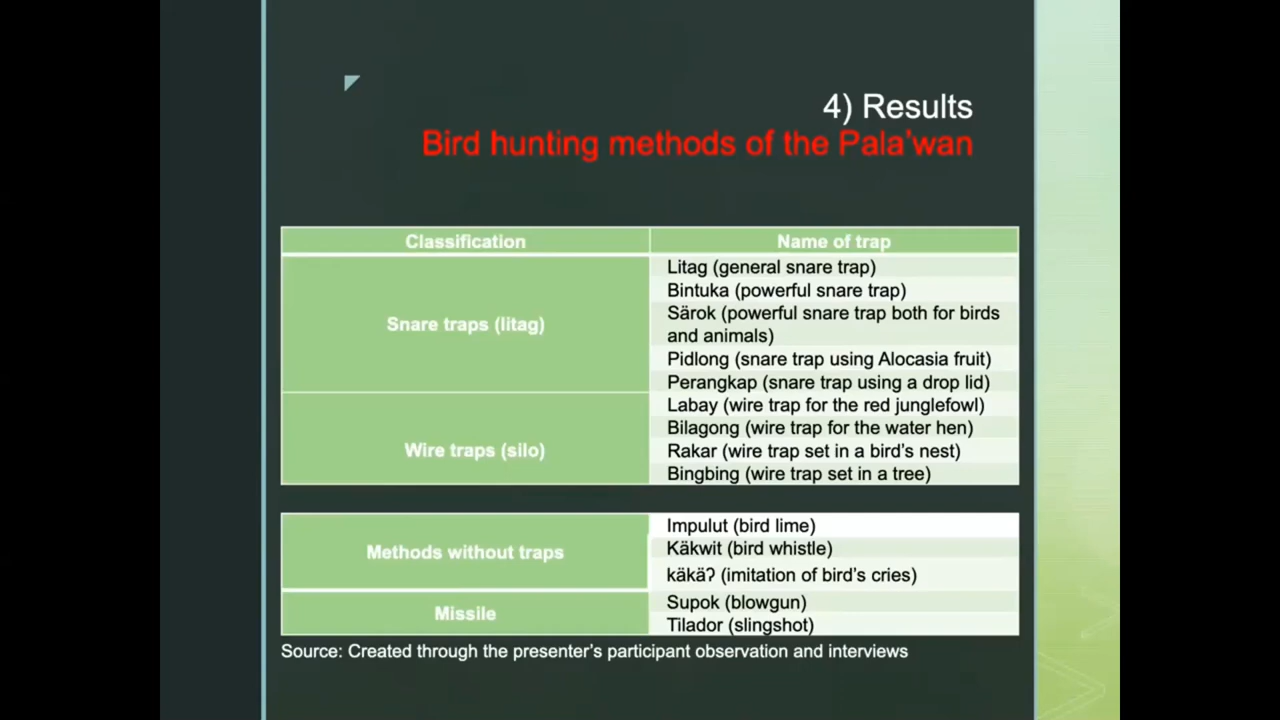 4) Results
Bird hunting methods of the Pala’wan
Classification
Name of trap
Snare traps (litag)
Litag (general snare trap)
Bintuka (powerful snare trap)
Särok (powerful snare trap both for birds
and animals)
Pidlong (snare trap using Alocasia fruit)
Perangkap (snare trap using a drop lid)
Wire traps (silo)
Labay (wire trap for the red junglefowl)
Bilagong (wire trap for the water hen)
Rakar (wire trap set in a bird’s nest)
Bingbing (wire trap set in a tree)
Methods without traps
Impulut (bird lime)
Käkwit (bird whistle)
käkäʔ (imitation of bird’s cries)
Missile
Supok (blowgun)
Tilador (slingshot)
Source: Created through the presenter’s participant observation and interviews